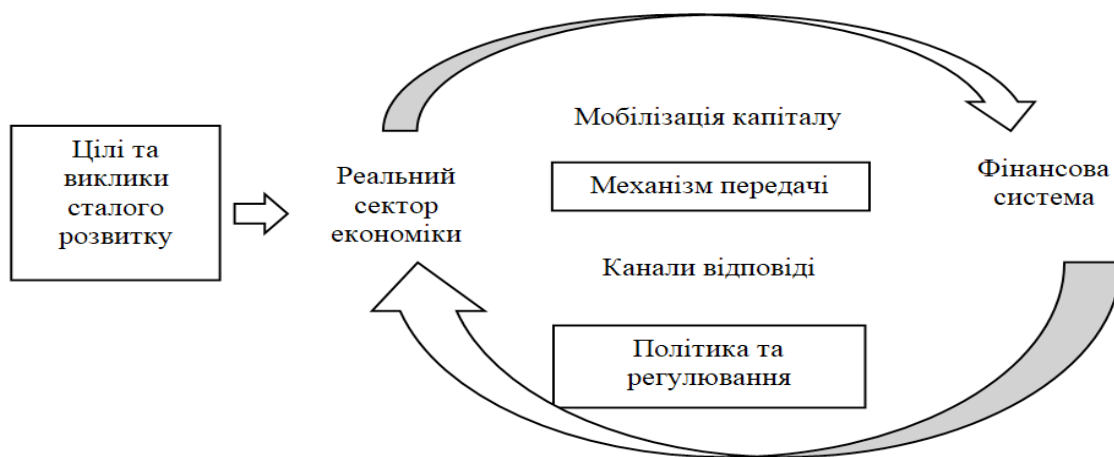 Цілі та
виклики
сталого
розвитку
Реальний
сектор
економіки
Мобілізація капіталу
Механізм передачі
Канали відповіді
Політика та
регулювання
Фінансова
система